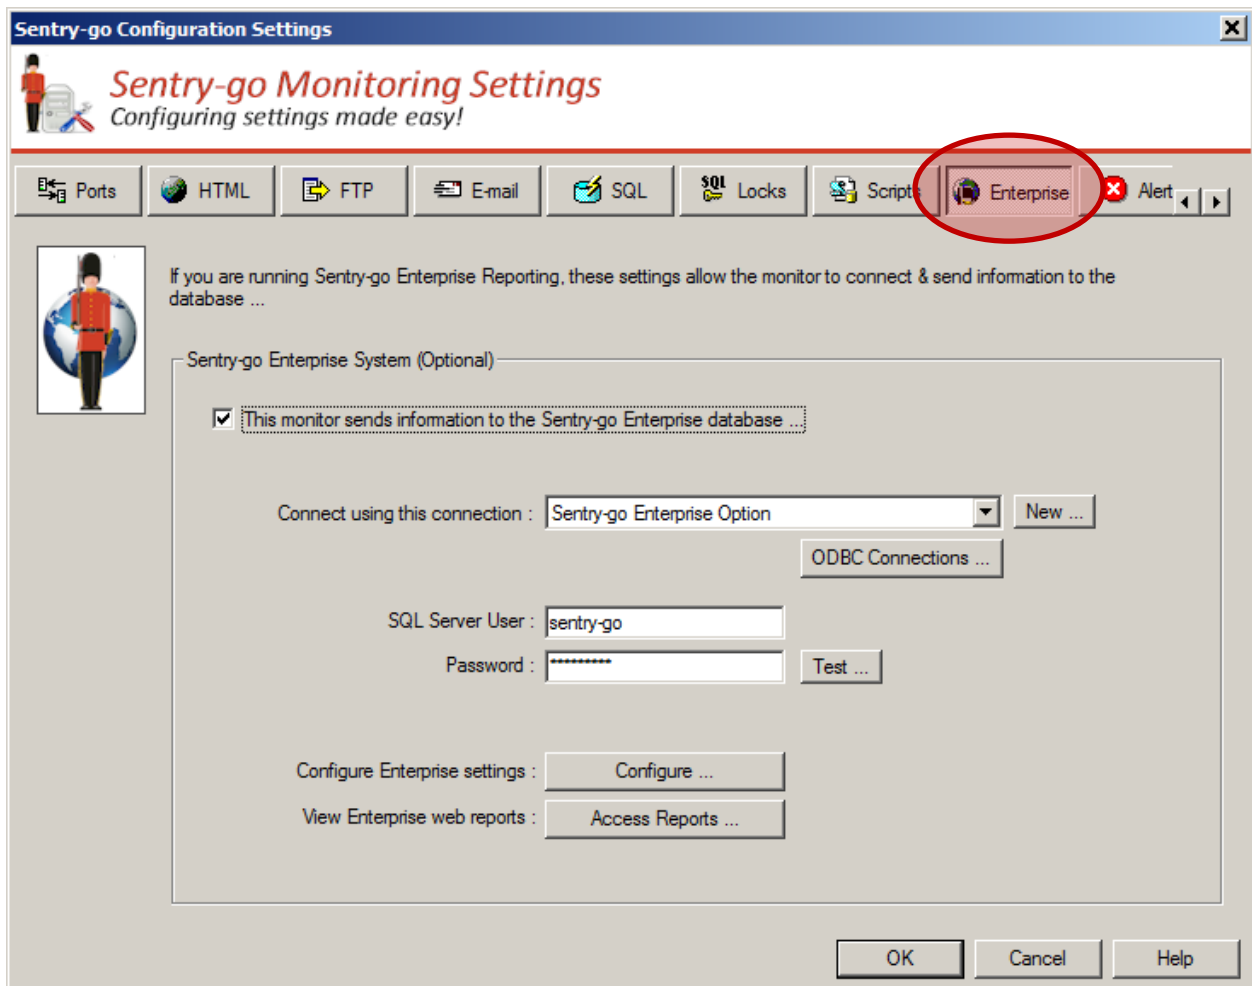 Sentry-go Configuration Settings
Sentry-go Monitoring Settings
Configuring settings made easy!
Ports HTML FTP E-mail SQL SQL Locks Scripts Enterprise Alert
If you are running Sentry-go Enterprise Reporting, these settings allow the monitor to connect & send information to the
database ...
Sentry-go Enterprise System (Optional)
This monitor sends information to the Sentry-go Enterprise database ...
Connect using this connection : Sentry-go Enterprise Option New ...
ODBC Connections ...
SQL Server User : sentry-go
Password : ********* Test ...
Configure Enterprise settings : Configure ...
View Enterprise web reports : Access Reports ...
OK Cancel Help